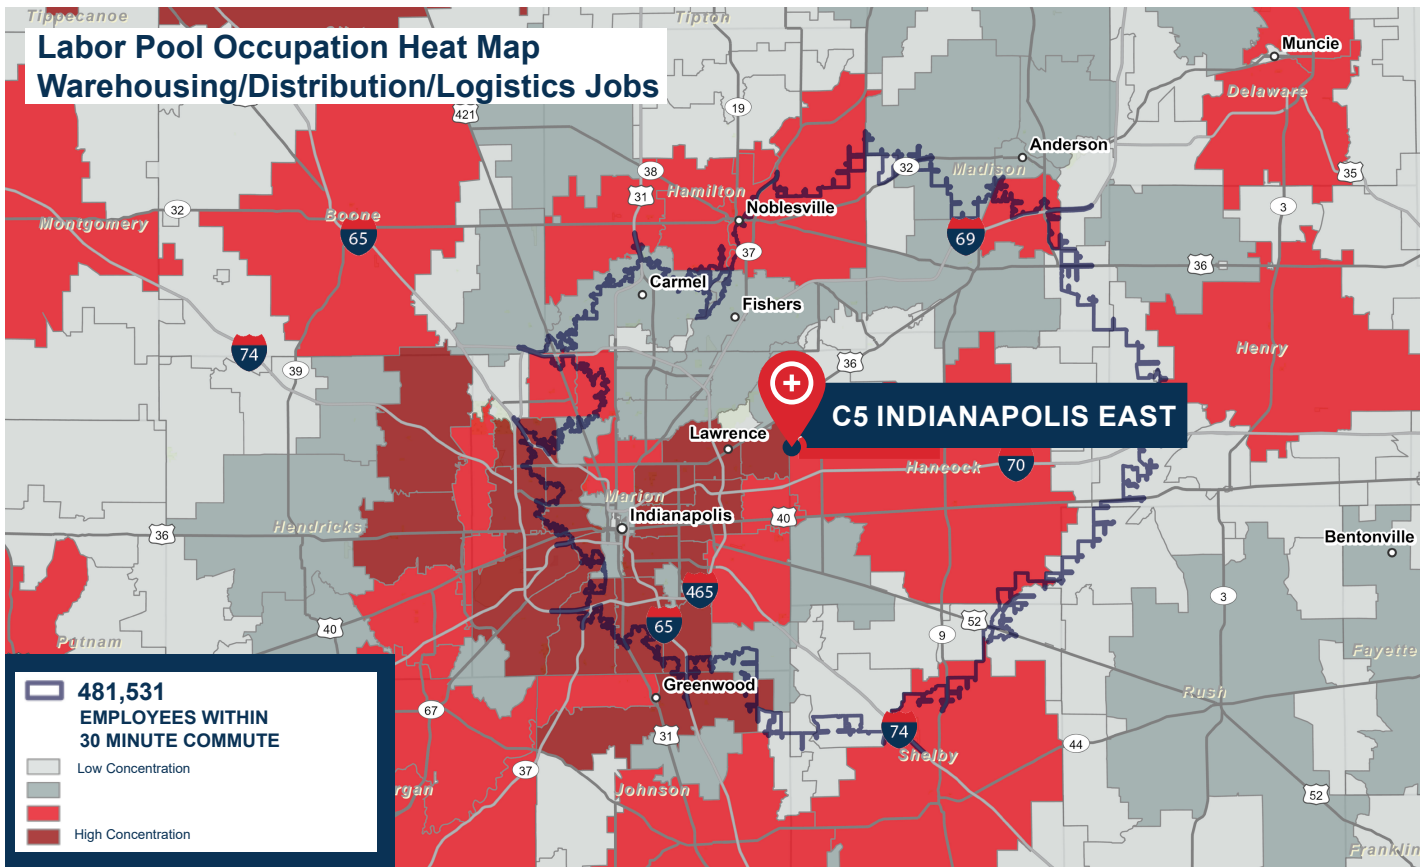 Labor Pool Occupation Heat Map
Warehousing/Distribution/Logistics Jobs
Tippecanoe
Tipton
Muncie
Delaware
421
19
Anderson
Madison
32
38
31
Hamilton
35
3
Noblesville
Montgomery
32
Boone
65
37
69
36
Carmel
Fishers
74
39
36
Henry
C5 INDIANAPOLIS EAST
Lawrence
Hancock
70
Marion
Indianapolis
40
Hendricks
36
Bentonville
465
3
65
52
9
40
Putnam
Fayette
Greenwood
Rush
67
31
74
44
Shelby
37
rgan
Johnson
52
Franklin
481,531
EMPLOYEES WITHIN
30 MINUTE COMMUTE
Low Concentration
High Concentration